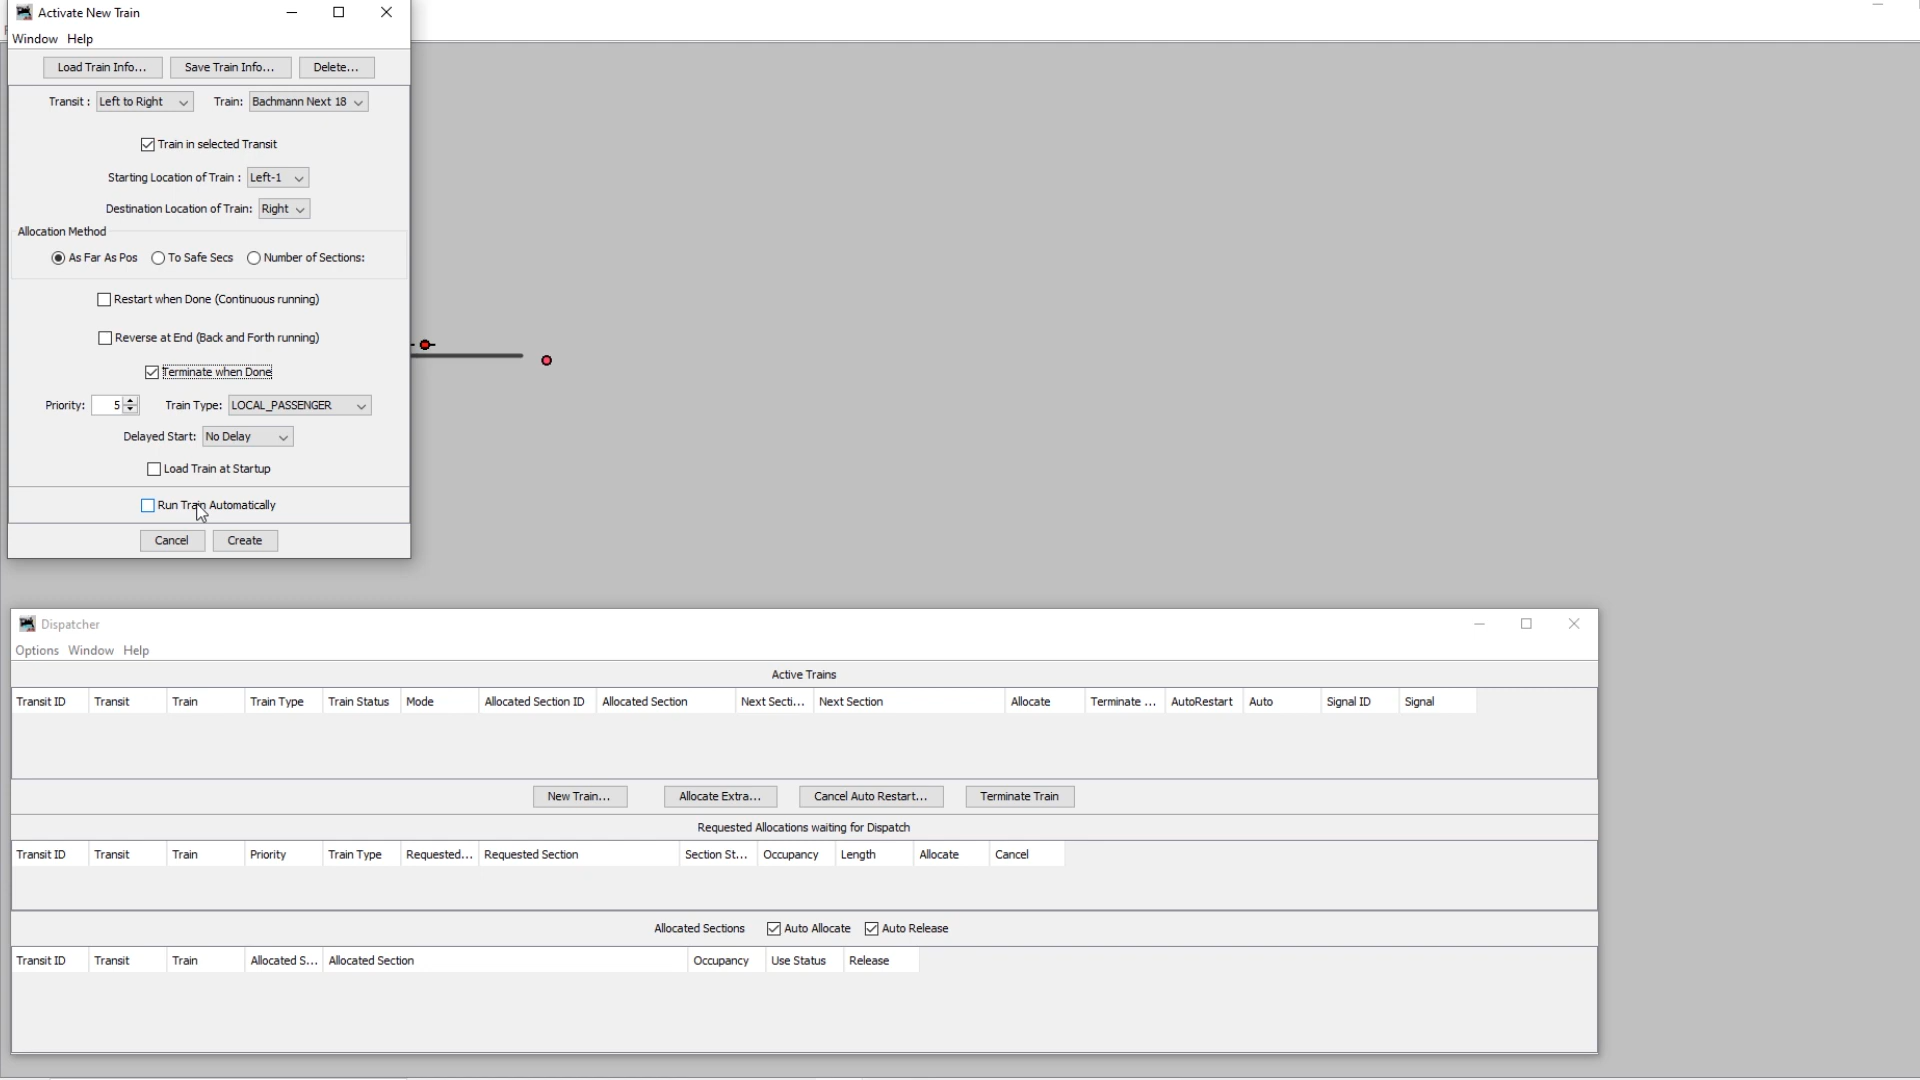 Activate New Train
Window Help
Load Train Info... Save Train Info... Delete...
Transit : Left to Right Train: Bachmann Next 18
Train in selected Transit
Starting Location of Train : Left-1
Destination Location of Train: Right
Allocation Method
As Far As Pos To Safe Secs Number of Sections:
Restart when Done (Continuous running)
Reverse at End (Back and Forth running)
Terminate when Done
Priority: 5 Train Type: LOCAL_PASSENGER
Delayed Start: No Delay
Load Train at Startup
Run Train Automatically
Cancel Create
Dispatcher
Options Window Help
Active Trains
Transit ID Transit Train Train Type Train Status Mode Allocated Section ID Allocated Section Next Secti... Next Section Allocate Terminate ... AutoRestart Auto Signal ID Signal
New Train... Allocate Extra... Cancel Auto Restart... Terminate Train
Requested Allocations waiting for Dispatch
Transit ID Transit Train Priority Train Type Requested... Requested Section Section St... Occupancy Length Allocate Cancel
Allocated Sections Auto Allocate Auto Release
Transit ID Transit Train Allocated S... Allocated Section Occupancy Use Status Release